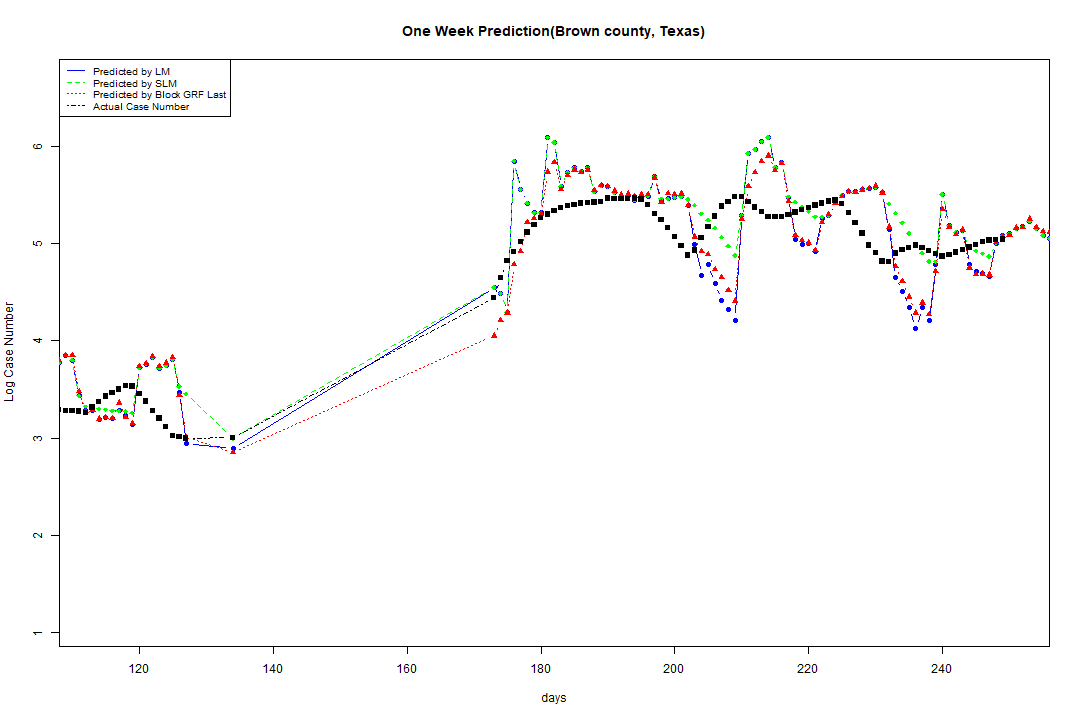 One Week Prediction(Brown county, Texas)
Predicted by LM
Predicted by SLM
Predicted by Block GRF Last
Actual Case Number
6
5
4
3
2
1
Log Case Number
120 140 160 180 200 220 240
days